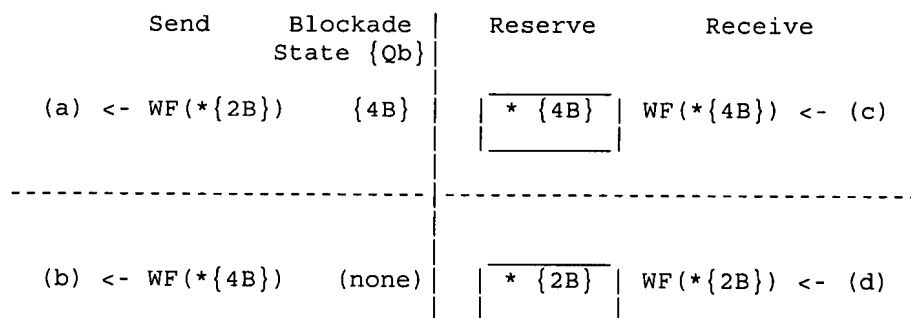 Send Blockade | Reserve Receive
State {Qb}|
(a) <- WF(*{2B}) {4B} | | * {4B} | WF(*{4B}) <- (c)
(b) <- WF(*{4B}) (none)| | * {2B} | WF(*{2B}) <- (d)